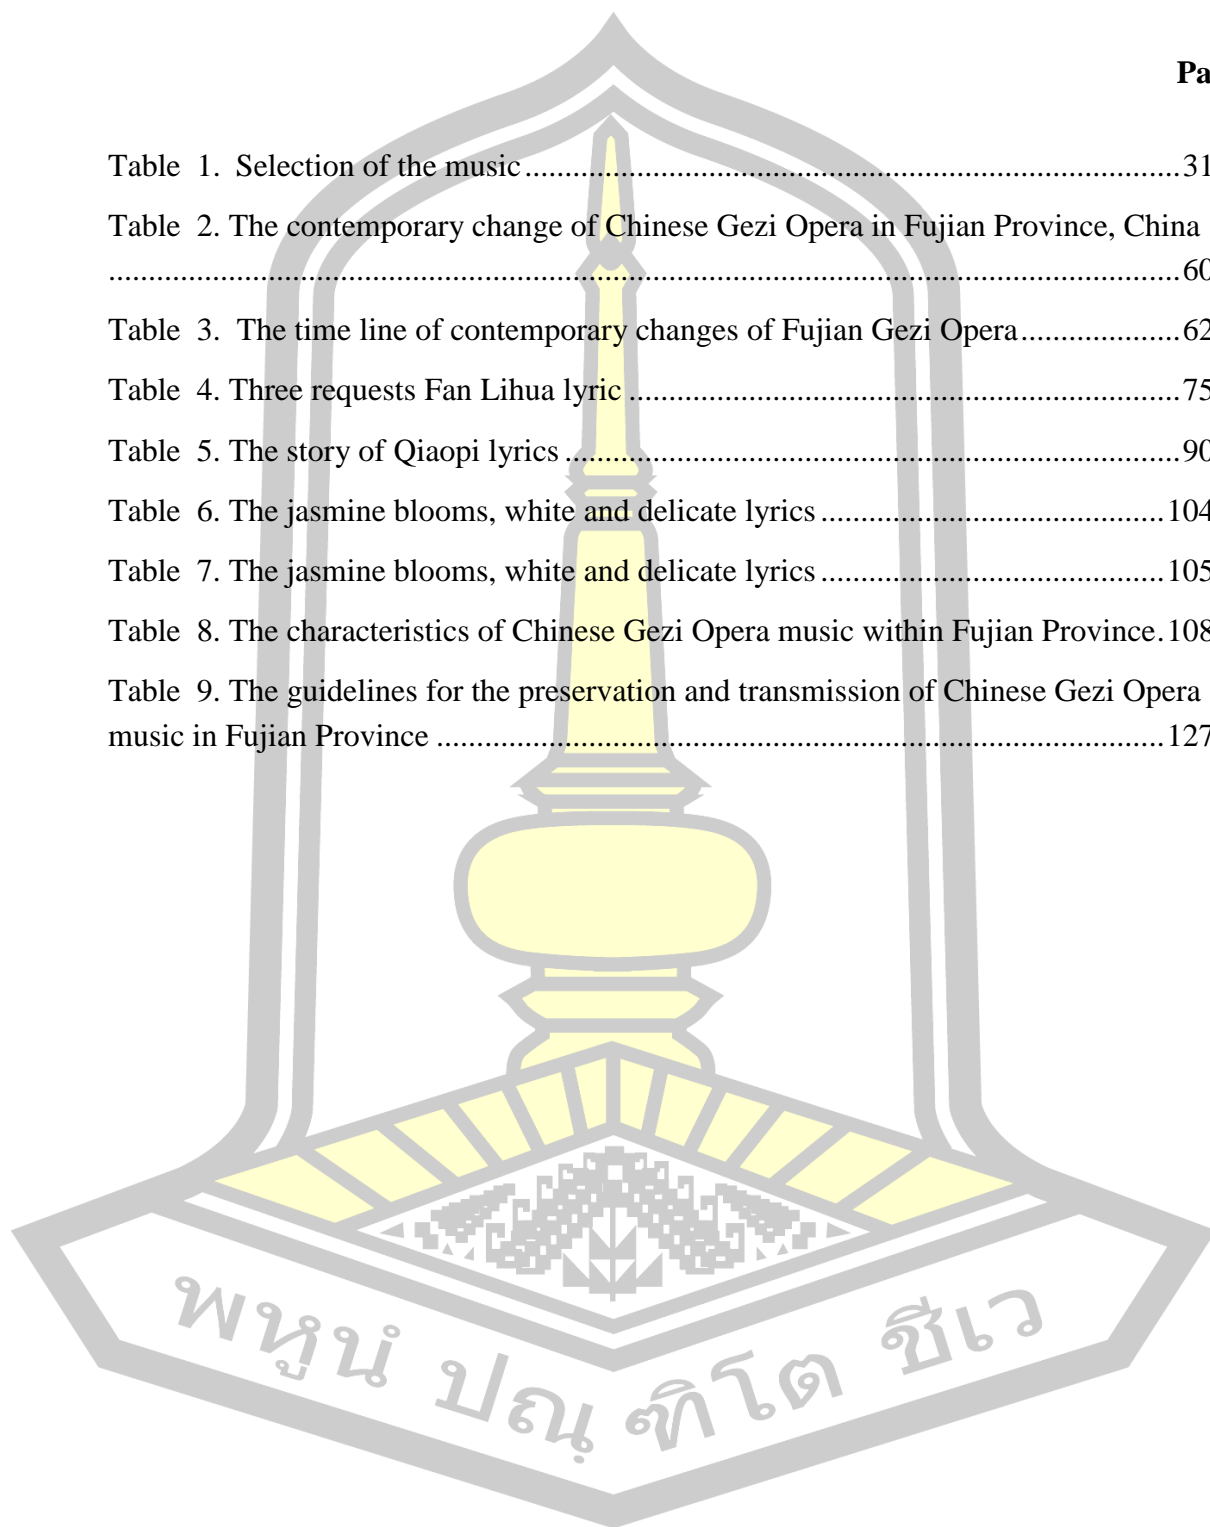 Pa
Table 1. Selection of the music ................................................................................. 31
Table 2. The contemporary change of Chinese Gezi Opera in Fujian Province, China
..................................................................................................................................... 60
Table 3. The time line of contemporary changes of Fujian Gezi Opera .................... 62
Table 4. Three requests Fan Lihua lyric ..................................................................... 75
Table 5. The story of Qiaopi lyrics ............................................................................. 90
Table 6. The jasmine blooms, white and delicate lyrics ........................................... 104
Table 7. The jasmine blooms, white and delicate lyrics ........................................... 105
Table 8. The characteristics of Chinese Gezi Opera music within Fujian Province. 108
Table 9. The guidelines for the preservation and transmission of Chinese Gezi Opera
music in Fujian Province ........................................................................................... 127
พหูนํ ปณฺฑิโต ชีเว